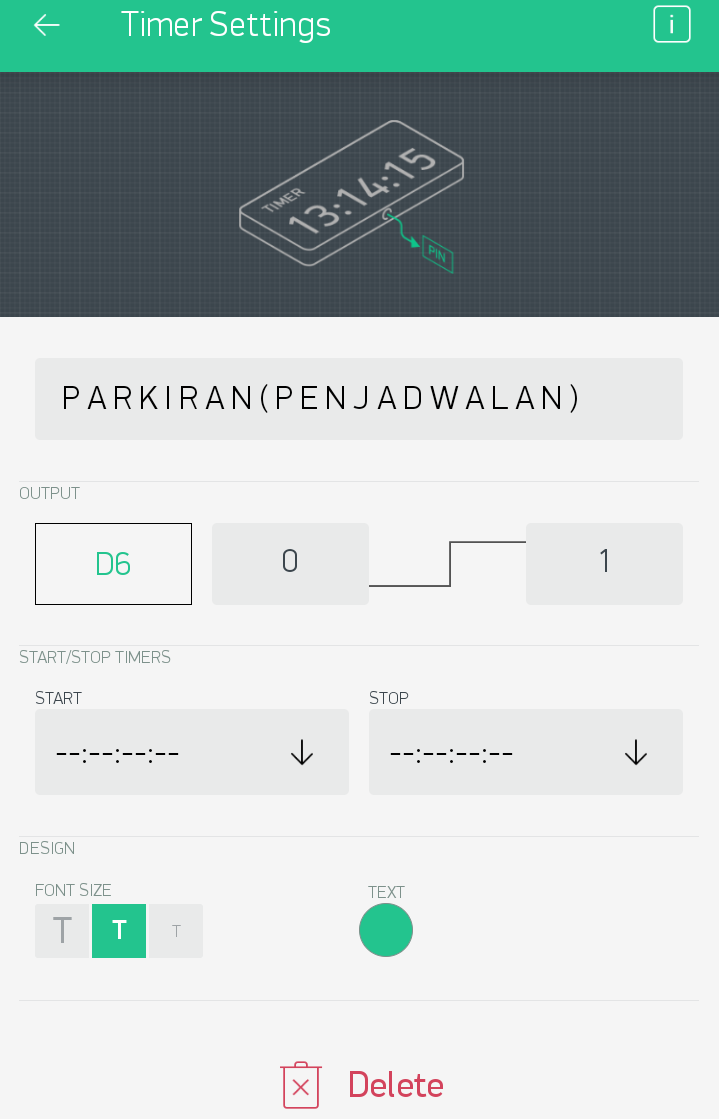 Timer Settings
i
TIMER
13:14:15
PIN
PARKIRAN(PENJADWALAN)
OUTPUT
D6 0 1
START/STOP TIMERS
START STOP
--:--:--:-- --:--:--:--
DESIGN
FONT SIZE TEXT
T T T
Delete